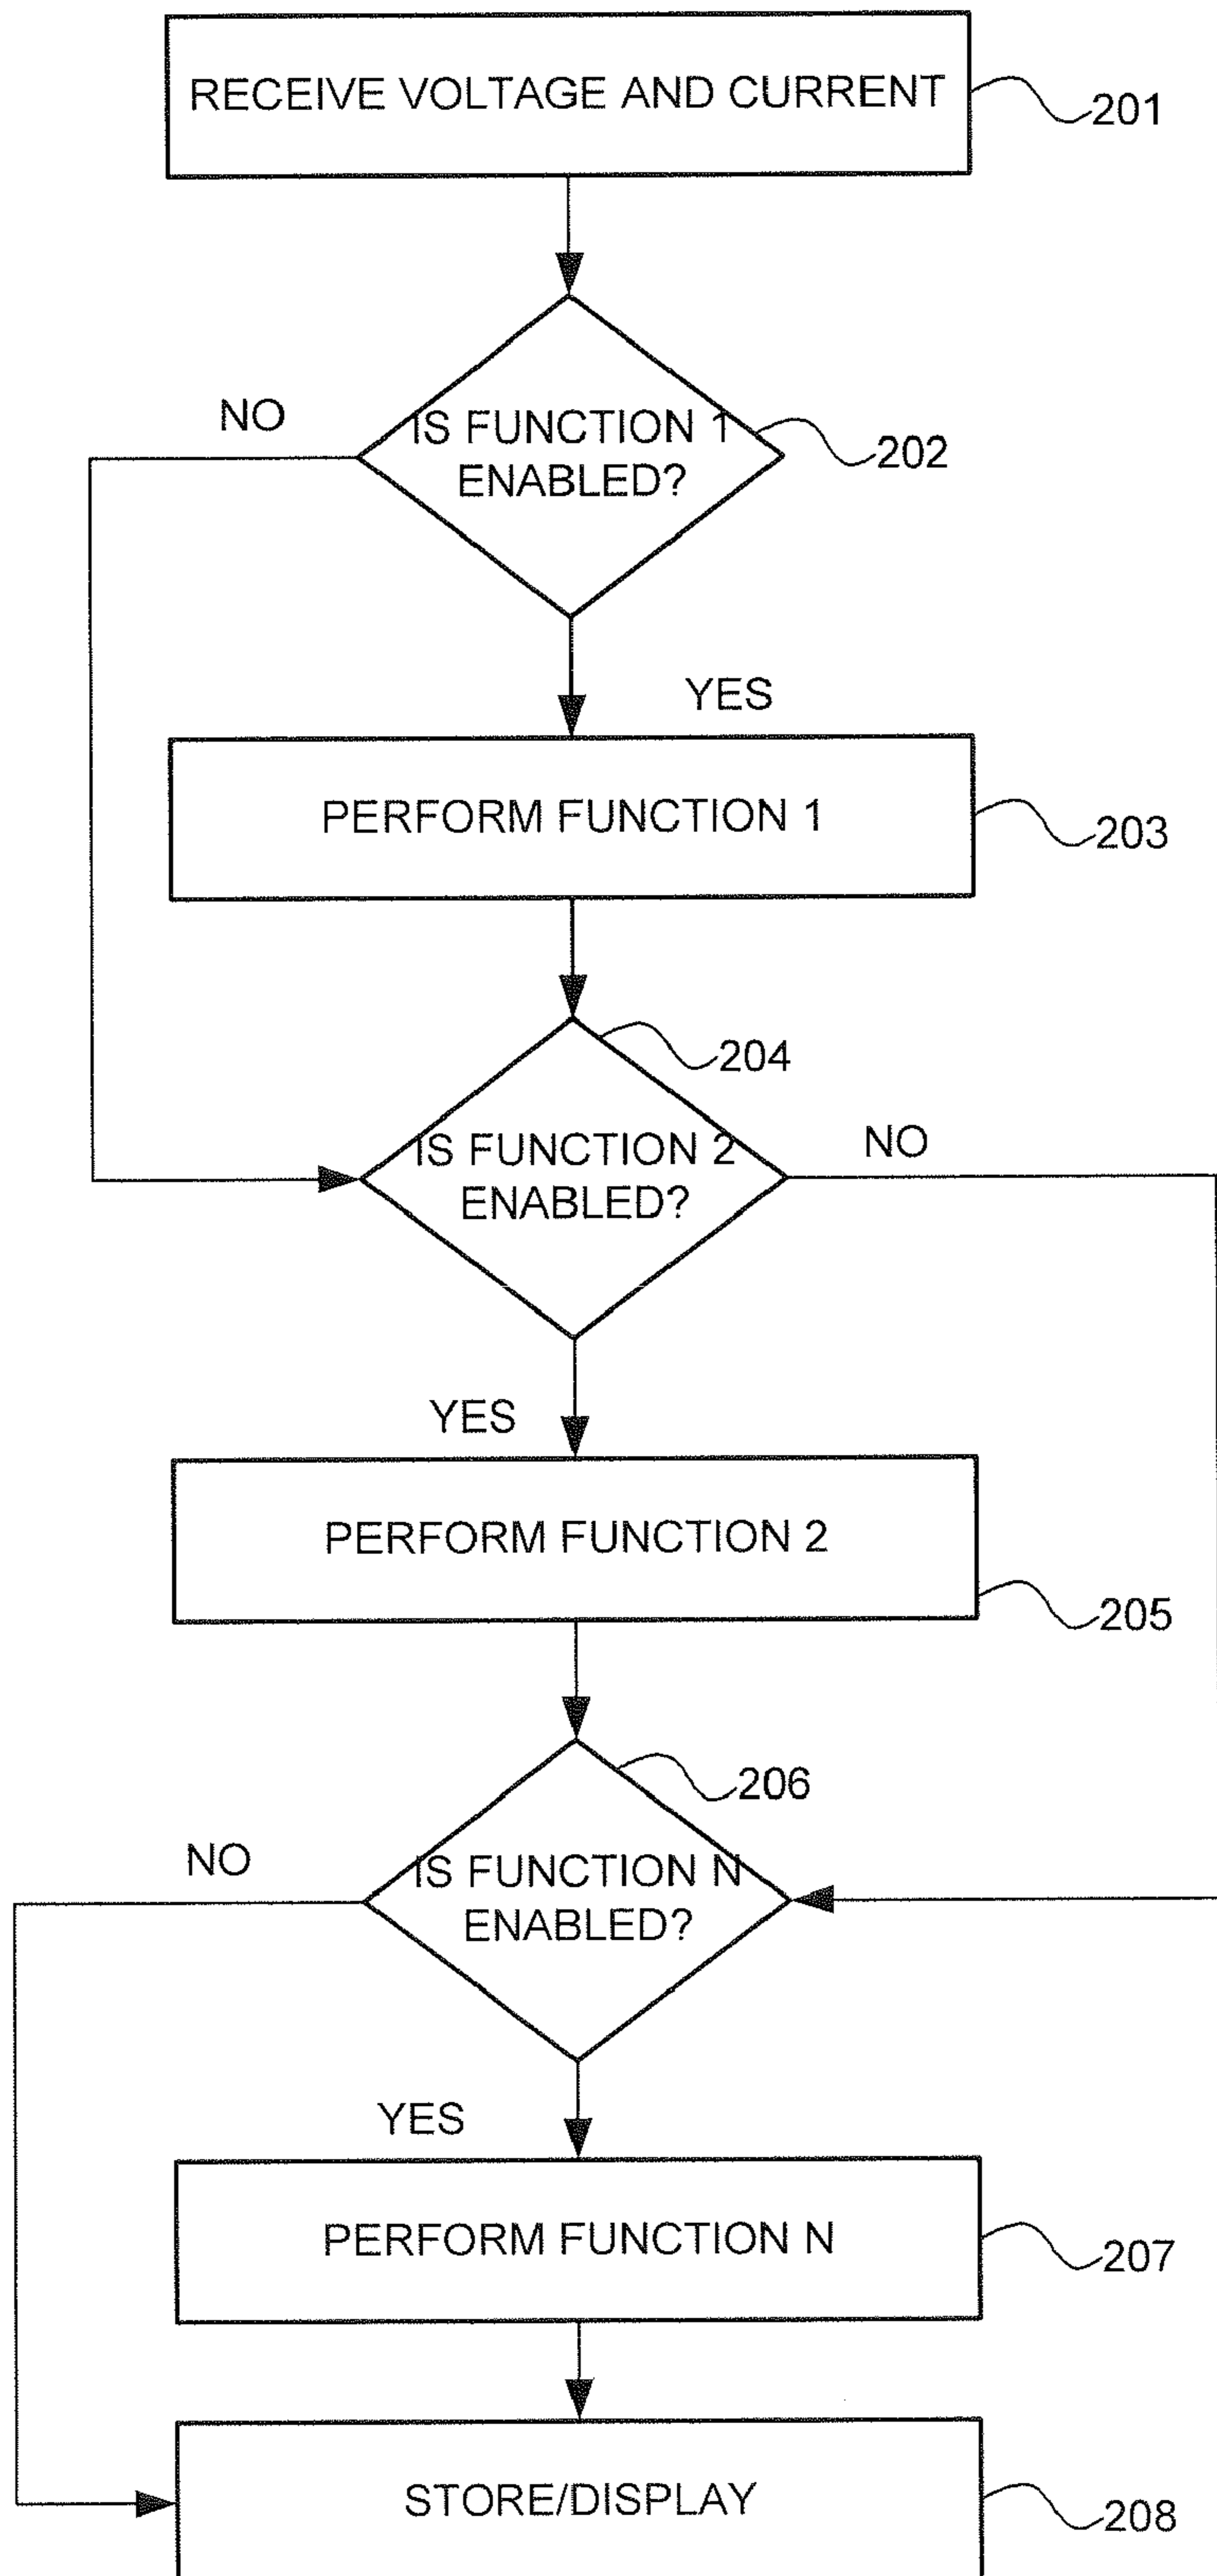 RECEIVE VOLTAGE AND CURRENT
201
NO
IS FUNCTION 1
ENABLED?
202
YES
PERFORM FUNCTION 1
203
204
IS FUNCTION 2
ENABLED?
NO
YES
PERFORM FUNCTION 2
205
206
NO
IS FUNCTION N
ENABLED?
YES
PERFORM FUNCTION N
207
STORE/DISPLAY
208